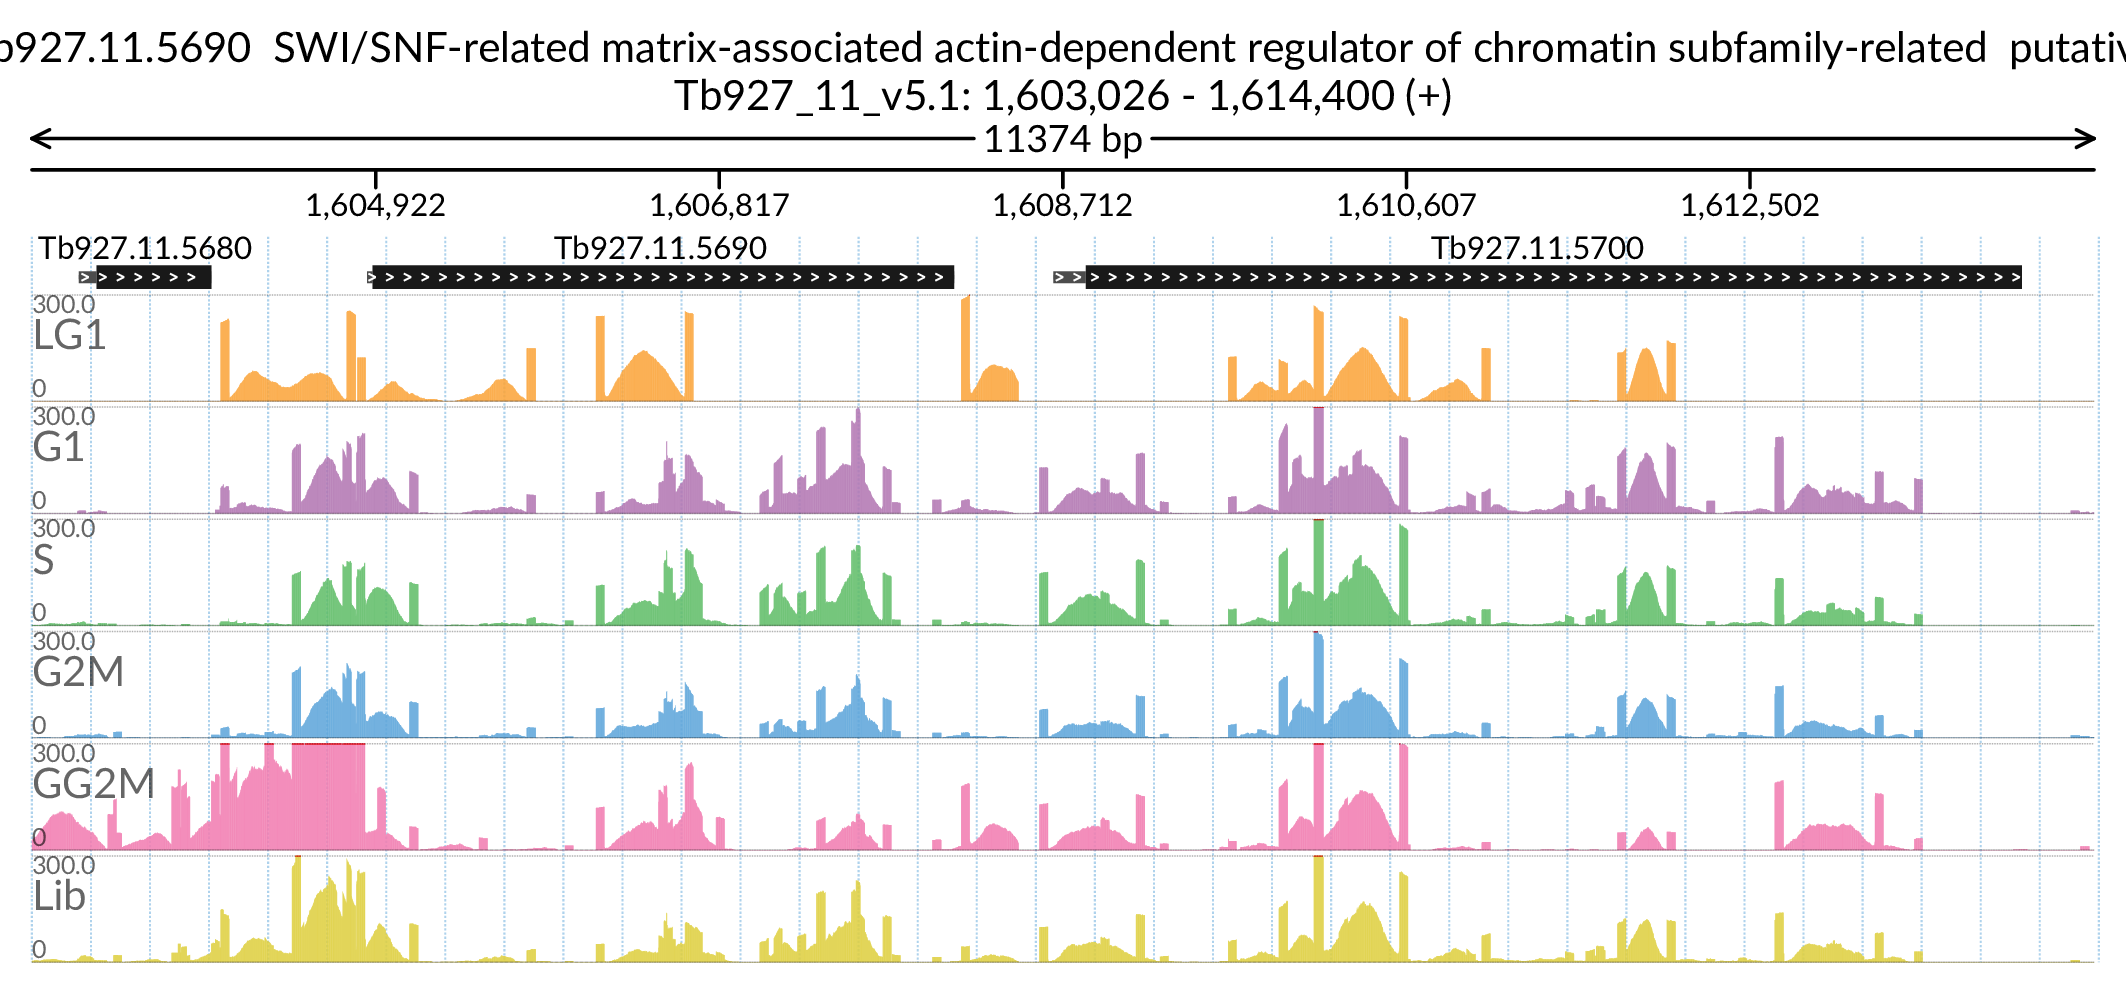 b927.11.5690 SWI/SNF-related matrix-associated actin-dependent regulator of chromatin subfamily-related putativ
Tb927_11_v5.1: 1,603,026 - 1,614,400 (+)
11374 bp
1,604,922 1,606,817 1,608,712 1,610,607 1,612,502
Tb927.11.5680 Tb927.11.5690 Tb927.11.5700
300.0
LG1
0
300.0
G1
0
300.0
S
0
300.0
G2M
0
300.0
GG2M
0
300.0
Lib
0